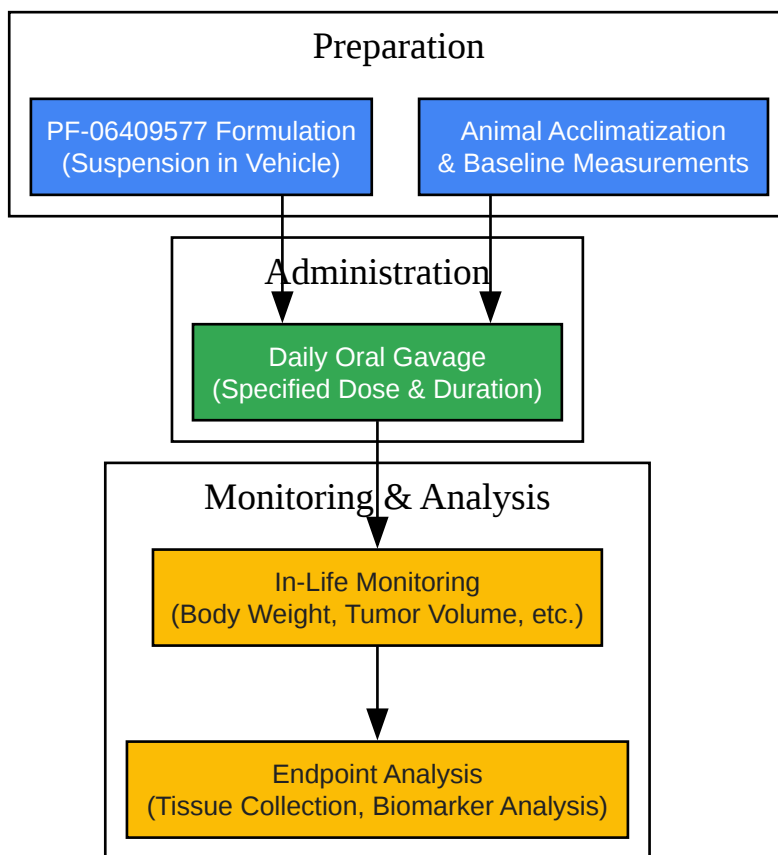 Preparation
PF-06409577 Formulation
(Suspension in Vehicle)
Animal Acclimatization
& Baseline Measurements
Administration
Daily Oral Gavage
(Specified Dose & Duration)
Monitoring & Analysis
In-Life Monitoring
(Body Weight, Tumor Volume, etc.)
Endpoint Analysis
(Tissue Collection, Biomarker Analysis)